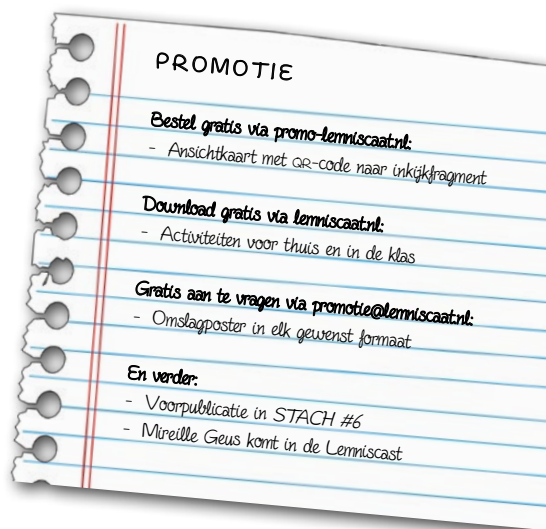 PROMOTIE
Bestel gratis via promo-lemniscaat.nl:
- Ansichtkaart met QR-code naar inkijkfragment
Download gratis via lemniscaat.nl:
- Activiteiten voor thuis en in de klas
Gratis aan te vragen via promotie@lemniscaat.nl:
- Omslagposter in elk gewenst formaat
En verder:
- Voorpublicatie in STACH #6
- Mireille Geus komt in de Lemniscast